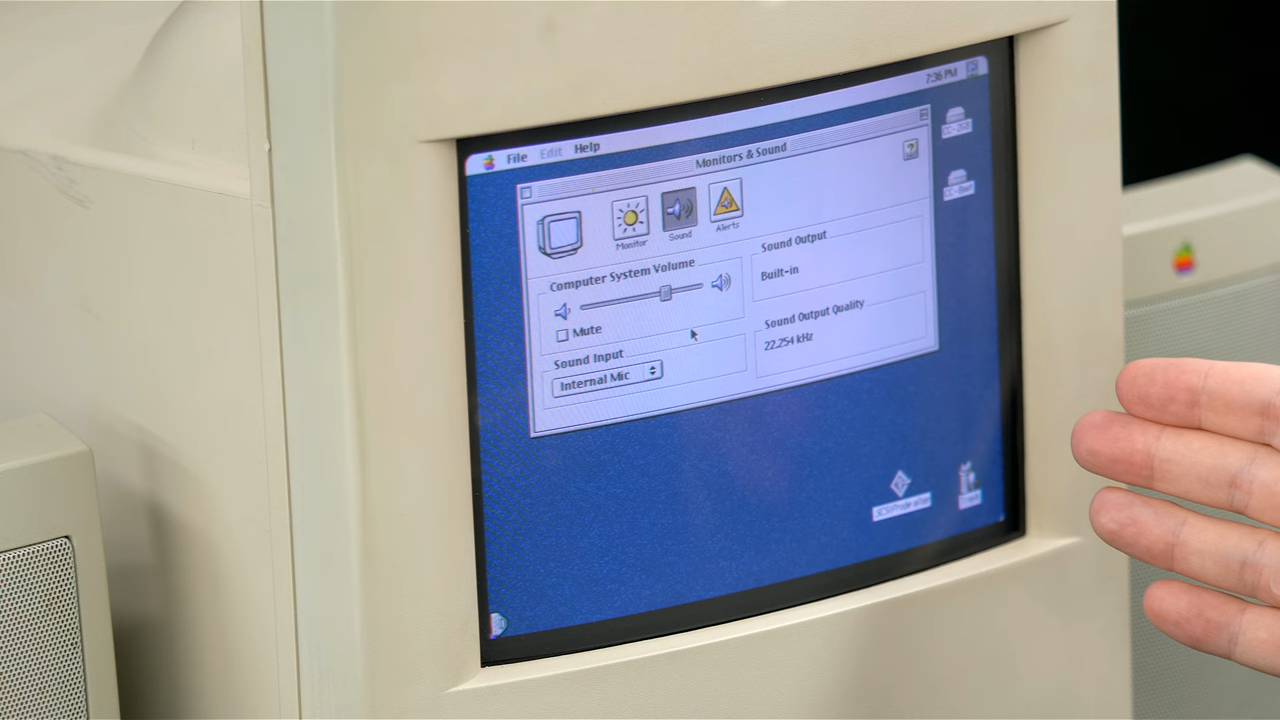 File Edit Help
7:36 PM
Monitors & Sound
?
Monitor
Sound
Alerts
Computer System Volume
Mute
Sound Input
Internal Mic
Sound Output
Built-in
Sound Output Quality
22.254 kHz
Trash